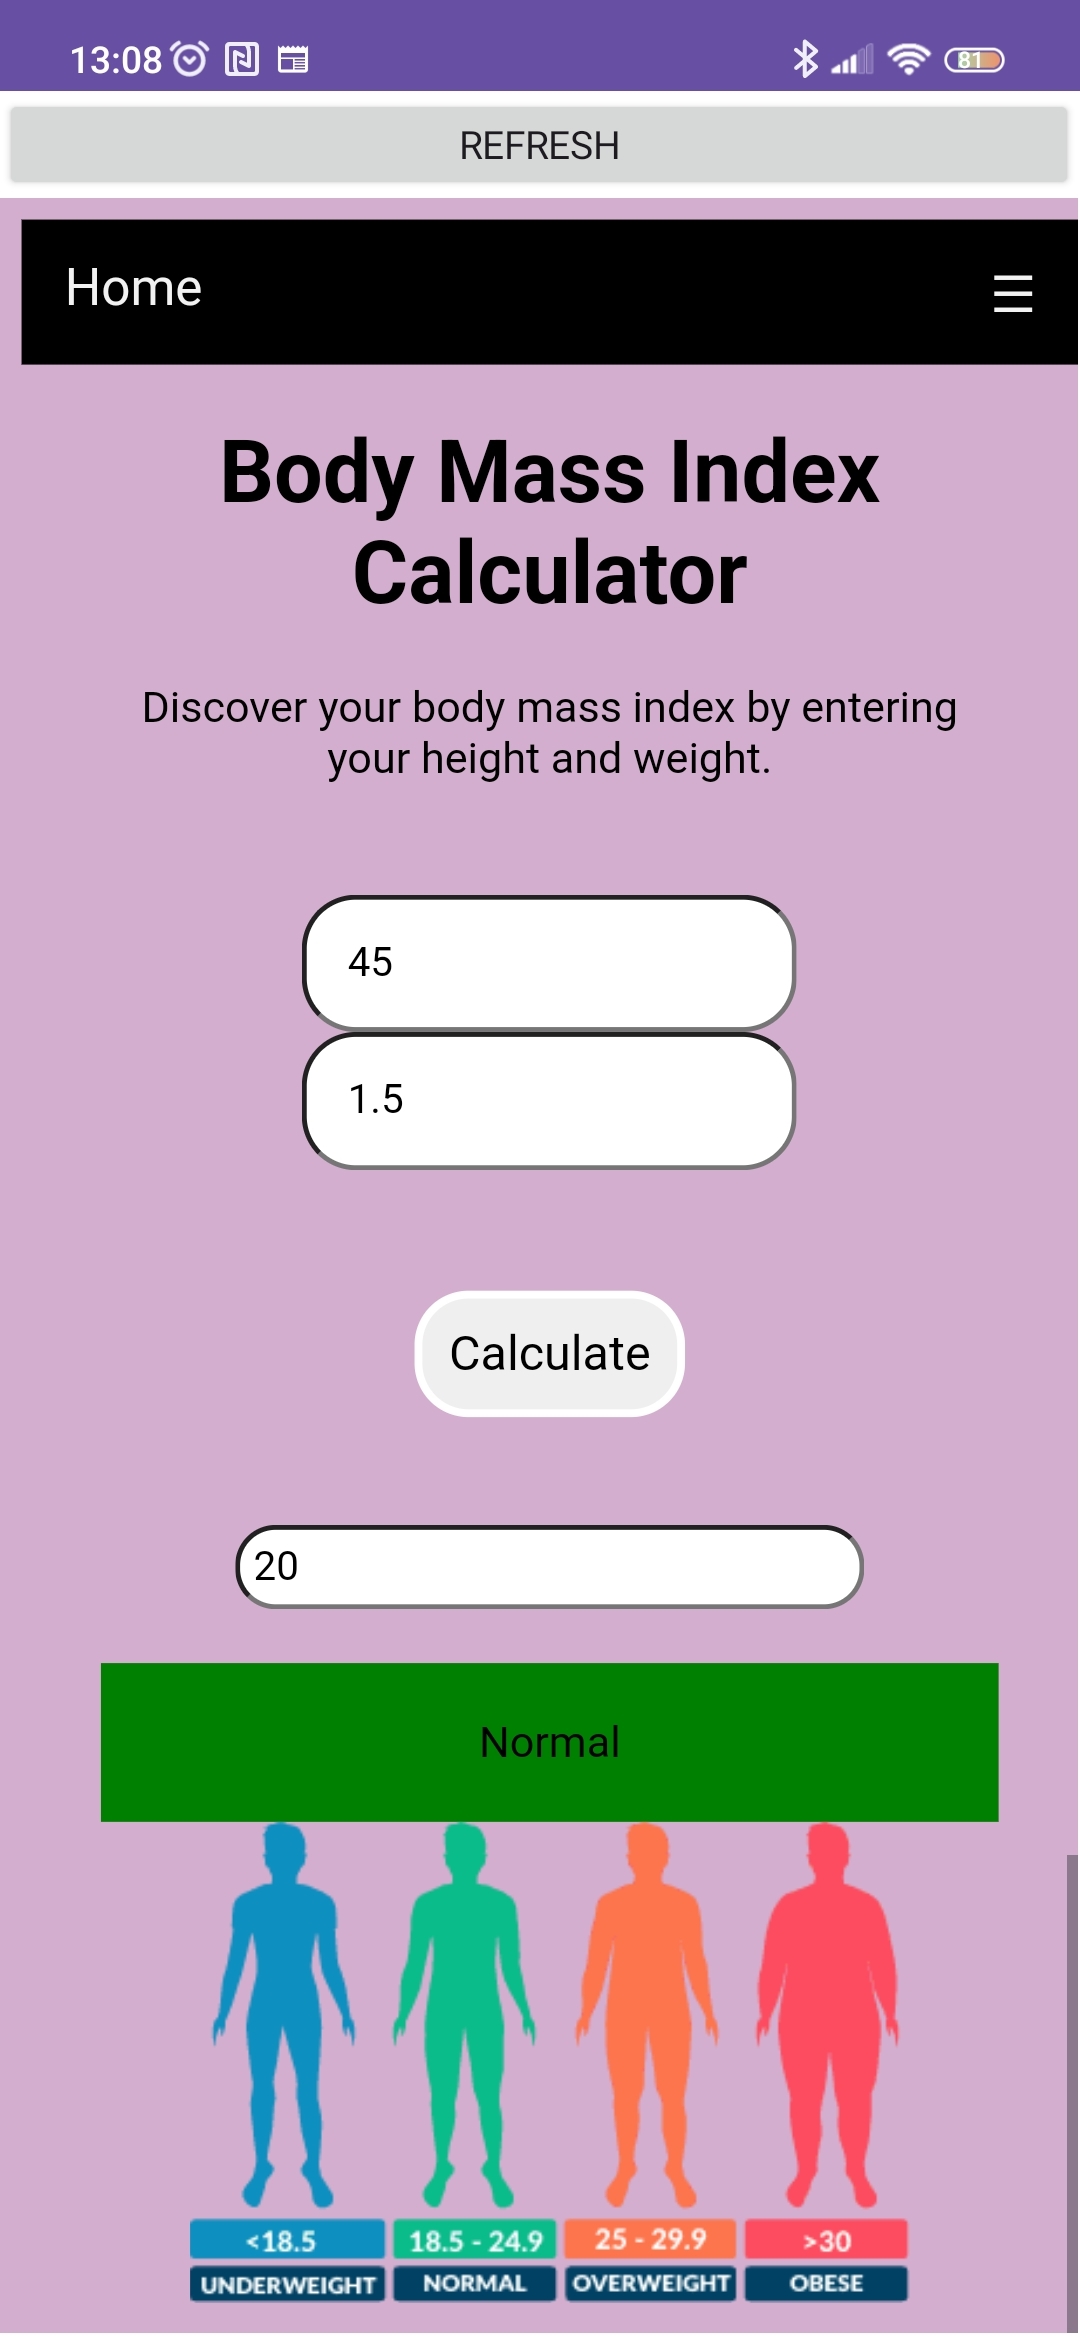 13:08
81
REFRESH
Home
Body Mass Index
Calculator
Discover your body mass index by entering
your height and weight.
45
1.5
Calculate
20
Normal
<18.5 18.5 - 24.9 25 - 29.9 >30
UNDERWEIGHT NORMAL OVERWEIGHT OBESE